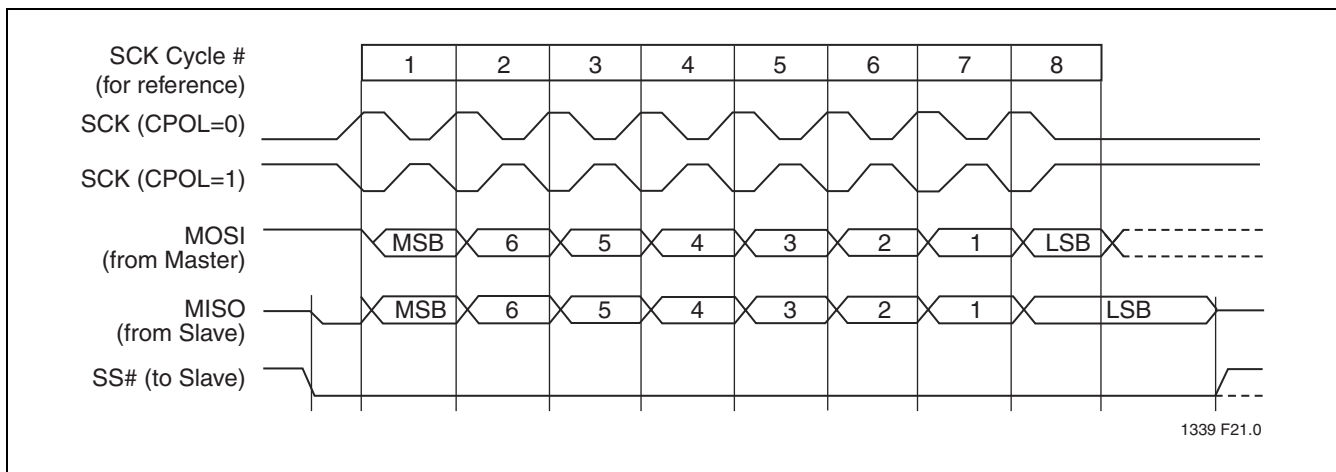 SCK Cycle #
(for reference)
1 2 3 4 5 6 7 8
SCK (CPOL=0)
SCK (CPOL=1)
MOSI
(from Master)
MSB 6 5 4 3 2 1 LSB
MISO
(from Slave)
MSB 6 5 4 3 2 1 LSB
SS# (to Slave)
1339 F21.0